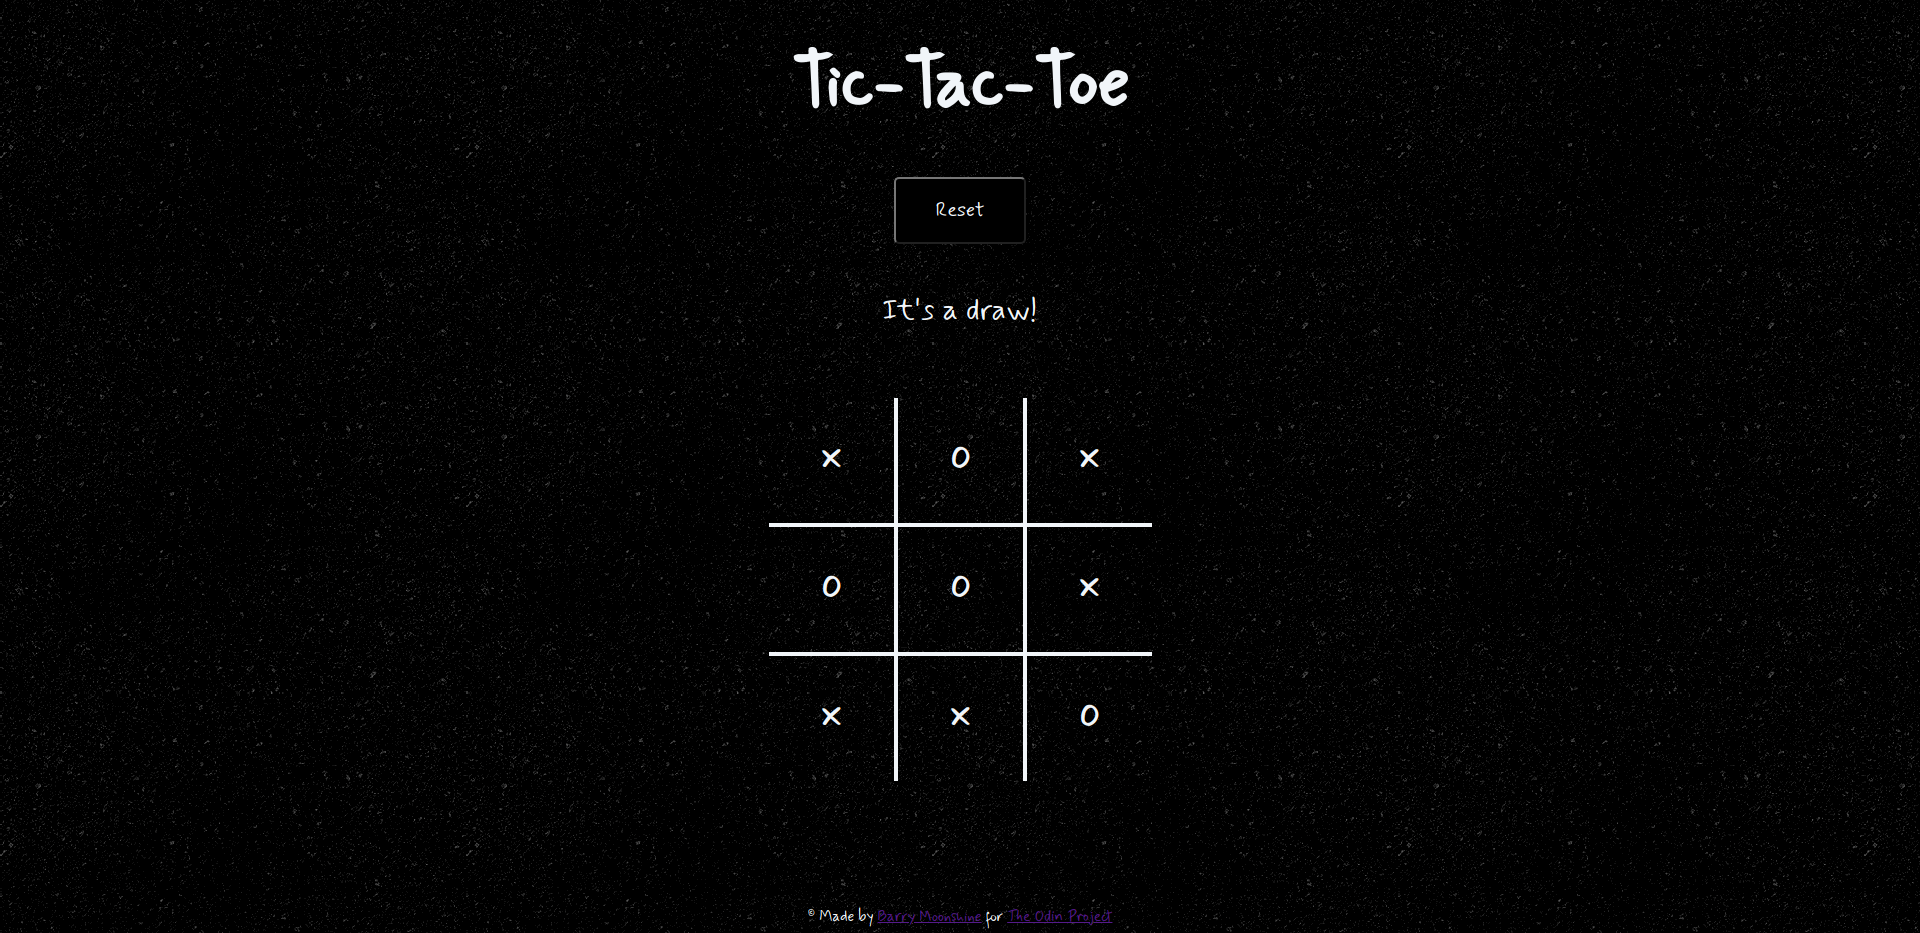 Tic-Tac-Toe
Reset
It's a draw!
x o x
o o x
x x o
© Made by Barry Moonshine for The Odin Project